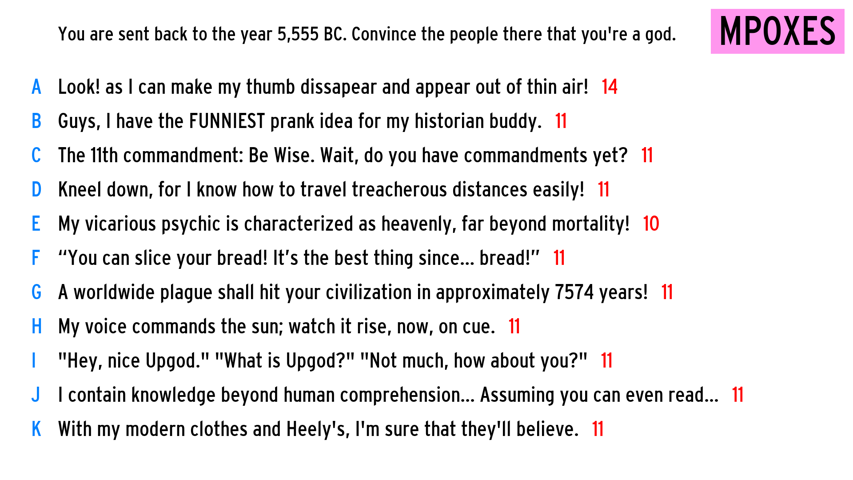 You are sent back to the year 5,555 BC. Convince the people there that you're a god.
MPOXES
A Look! as I can make my thumb dissapear and appear out of thin air! 14
B Guys, I have the FUNNIEST prank idea for my historian buddy. 11
C The 11th commandment: Be Wise. Wait, do you have commandments yet? 11
D Kneel down, for I know how to travel treacherous distances easily! 11
E My vicarious psychic is characterized as heavenly, far beyond mortality! 10
F “You can slice your bread! It’s the best thing since... bread!” 11
G A worldwide plague shall hit your civilization in approximately 7574 years! 11
H My voice commands the sun; watch it rise, now, on cue. 11
I "Hey, nice Upgod." "What is Upgod?" "Not much, how about you?" 11
J I contain knowledge beyond human comprehension... Assuming you can even read... 11
K With my modern clothes and Heely's, I'm sure that they'll believe. 11